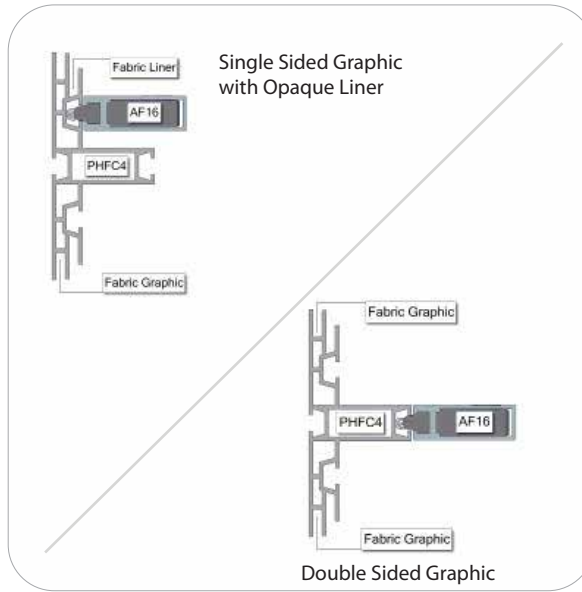 Fabric Liner
Single Sided Graphic
with Opaque Liner
AF16
PHFC4
Fabric Graphic
Fabric Graphic
PHFC4
AF16
Fabric Graphic
Double Sided Graphic